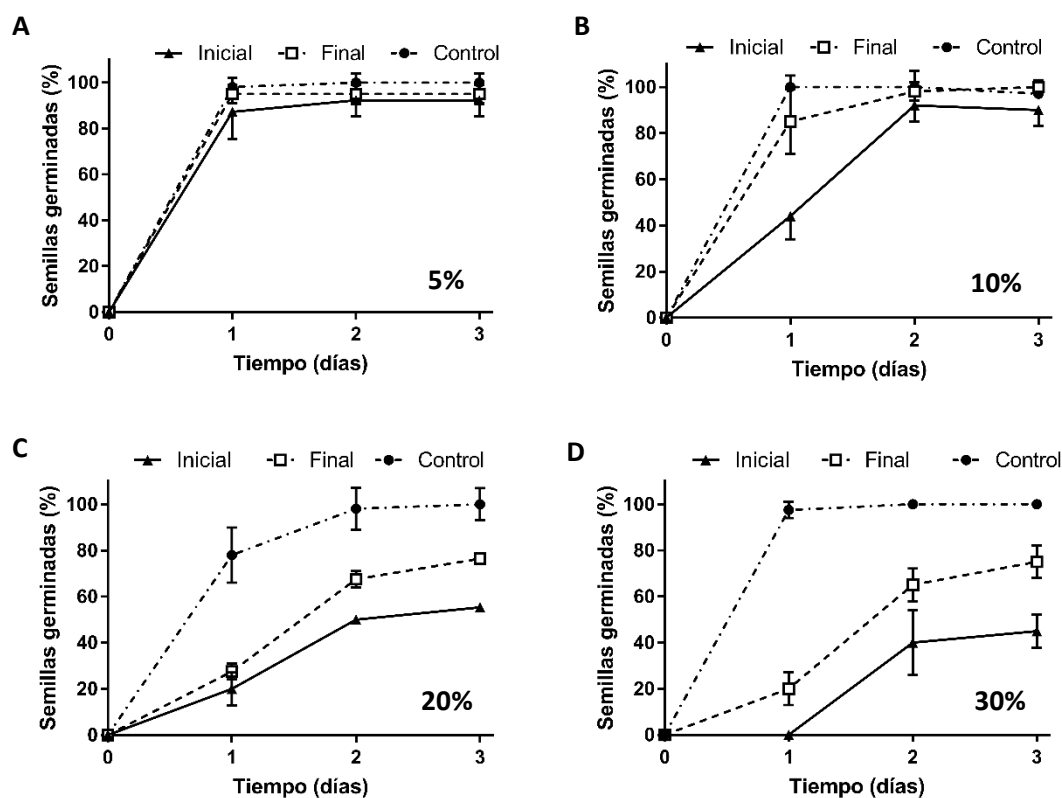 A
Inicial Final Control
Semillas germinadas (%)
100
80
60
40
20
0
5%
0 1 2 3
Tiempo (días)
B
Inicial Final Control
Semillas germinadas (%)
100
80
60
40
20
0
10%
0 1 2 3
Tiempo (días)
C
Inicial Final Control
Semillas germinadas (%)
100
80
60
40
20
0
20%
0 1 2 3
Tiempo (días)
D
Inicial Final Control
Semillas germinadas (%)
100
80
60
40
20
0
30%
0 1 2 3
Tiempo (días)